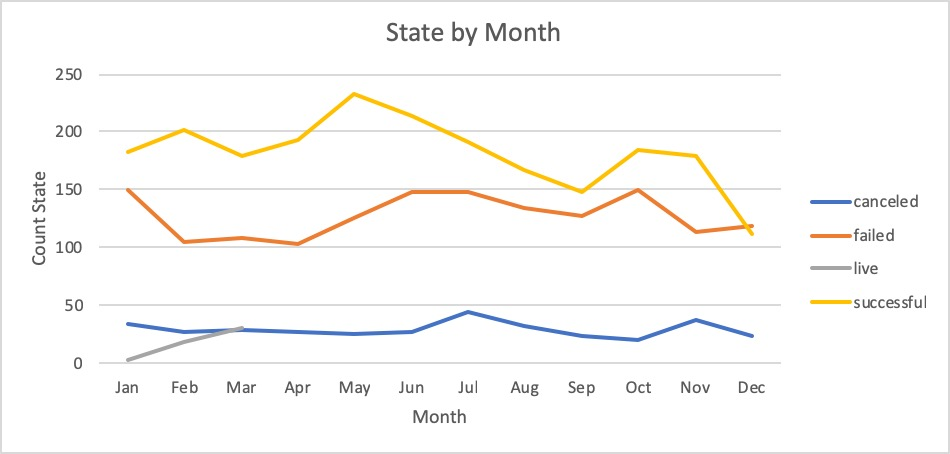 State by Month
250
200
150
100
50
0
Count State
Jan Feb Mar Apr May Jun Jul Aug Sep Oct Nov Dec
Month
canceled
failed
live
successful